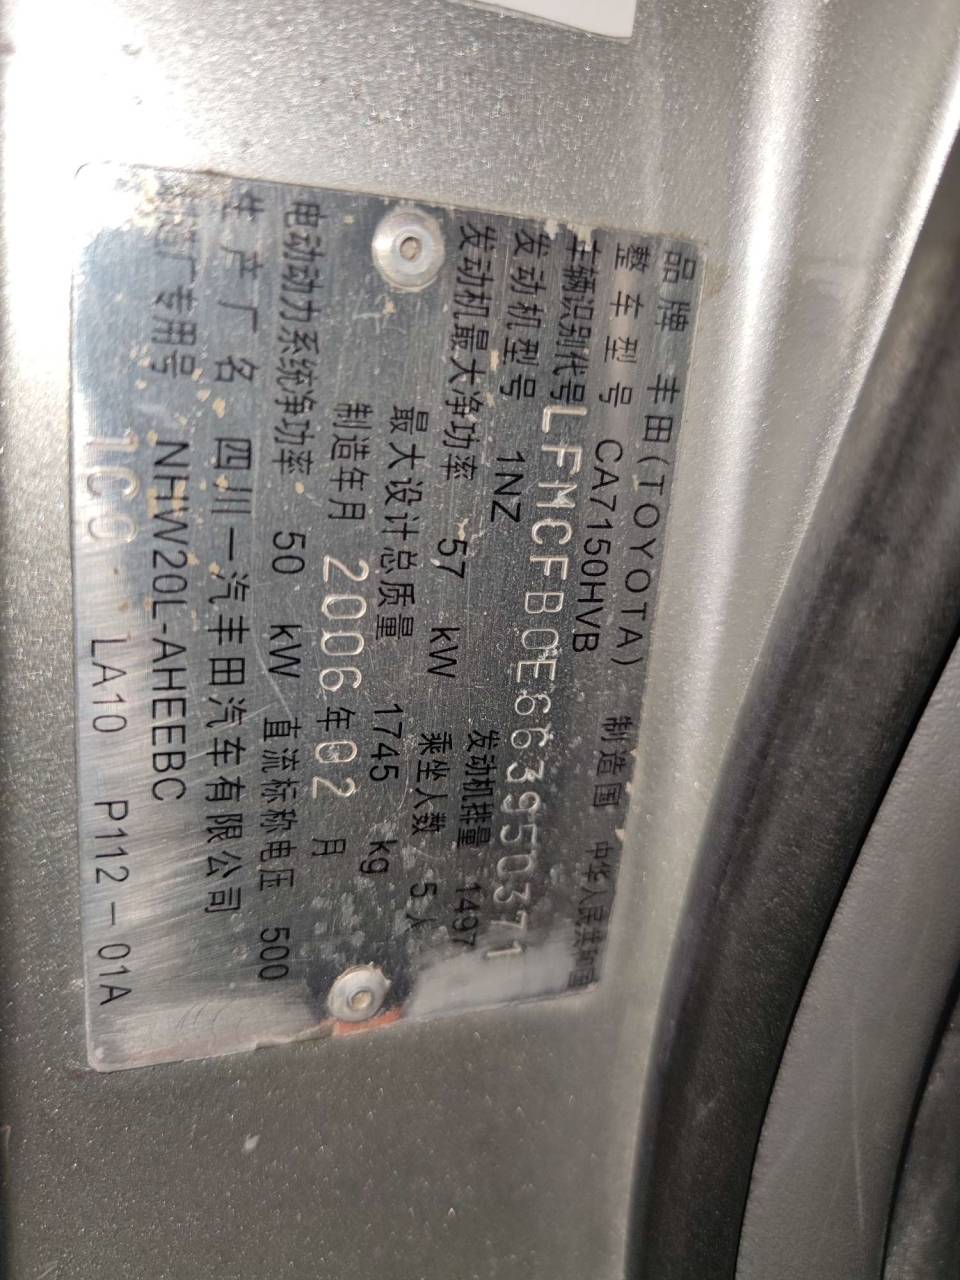 品牌 丰田(TOYOTA) 制造国 中华人民共和国
整车型号 CA7150HVB
车辆识别代号 LFMCFB0E663950371
发动机型号 1NZ 发动机排量 1497
发动机最大净功率 57 kW 乘坐人数 5人
最大设计总质量 1745 kg
制造年月 2006年02月
电动动力系统净功率 50 kW 直流标称电压 500
生产厂名 四川一汽丰田汽车有限公司
制造厂专用号 NHW20L-AHEEBC
1C0 LA10 P112-01A